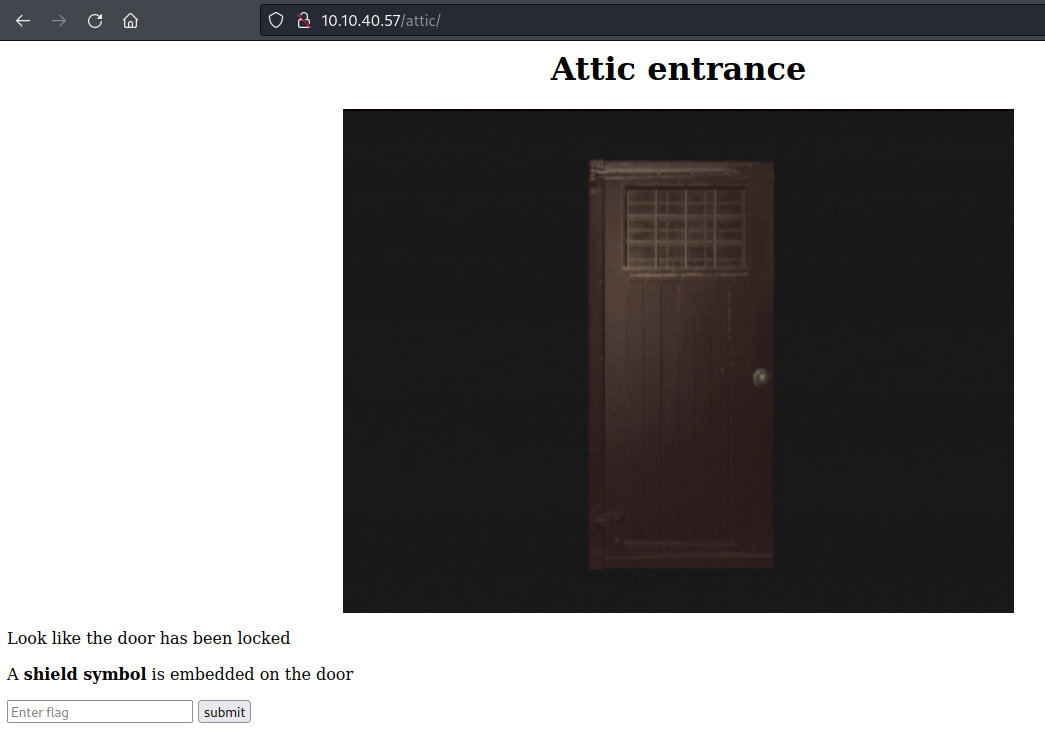 10.10.40.57/attic/
Attic entrance
Look like the door has been locked
A shield symbol is embedded on the door
Enter flag submit